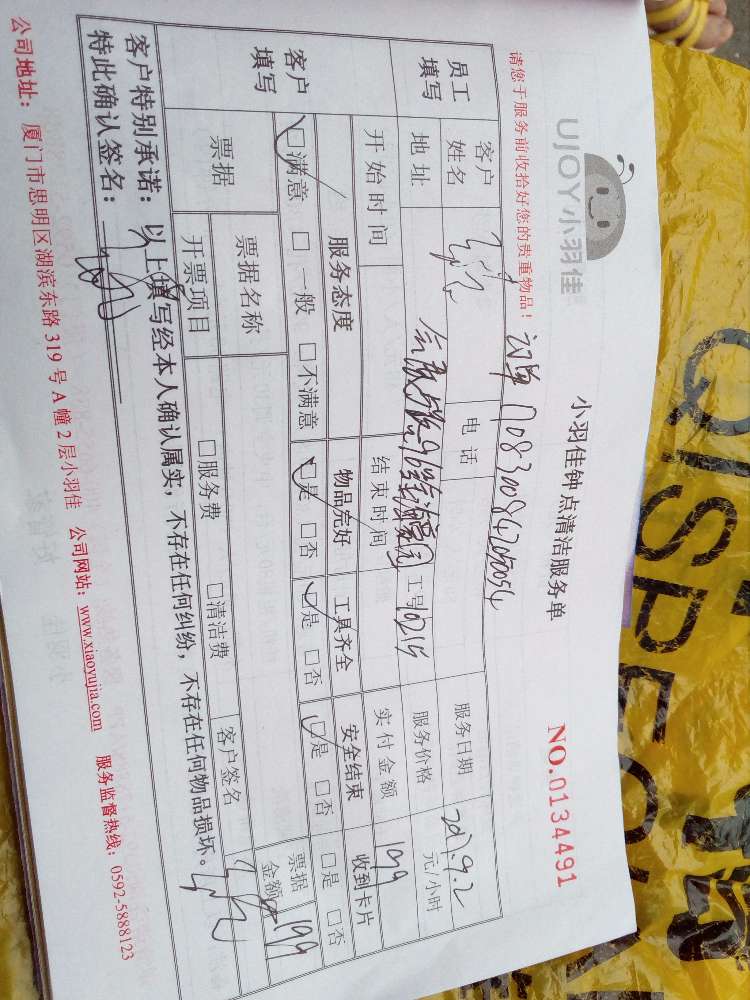 UJOY小羽佳
小羽佳钟点清洁服务单
NO.0134491
请您于服务前收拾好您的贵重物品！
订单
员工填写
客户姓名
电话
服务日期 2017.9.2
地址
工号
服务价格 元/小时
开始时间
结束时间
实付金额 199
客户填写
服务态度 物品完好 工具齐全 安全结束 收到卡片
☑满意 □一般 □不满意 ☑是 □否 ☑是 □否 ☑是 □否 □是 □否
票据
票据名称
票据金额 199
开票项目 □服务费 □清洁费 客户签名
客户特别承诺：以上填写经本人确认属实，不存在任何纠纷，不存在任何物品损坏。
特此确认签名：
公司地址：厦门市思明区湖滨东路319号A幢2层小羽佳 公司网站：www.xiaoyujia.com 服务监督热线：0592-5888123